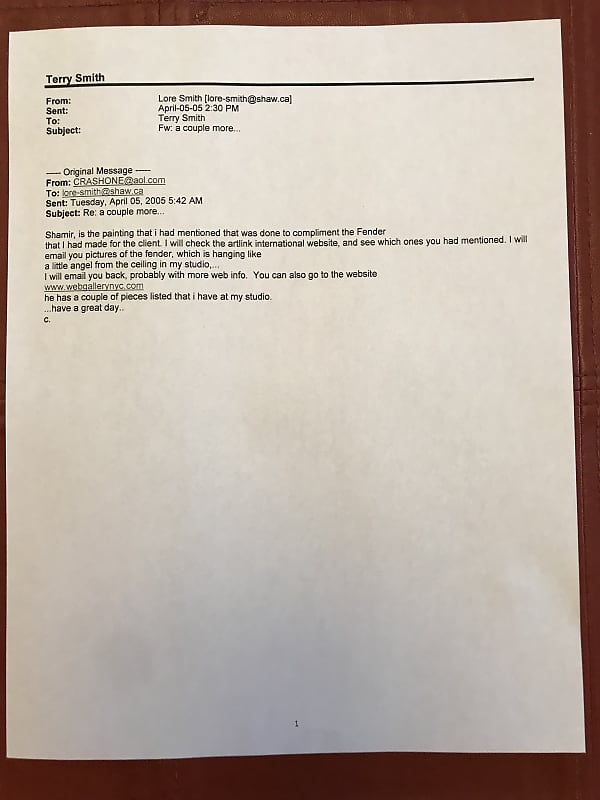 Terry Smith
From: Lore Smith [lore-smith@shaw.ca]
Sent: April-05-05 2:30 PM
To: Terry Smith
Subject: Fw: a couple more...
----- Original Message -----
From: CRASHONE@aol.com
To: lore-smith@shaw.ca
Sent: Tuesday, April 05, 2005 5:42 AM
Subject: Re: a couple more...
Shamir, is the painting that i had mentioned that was done to compliment the Fender
that I had made for the client. I will check the artlink international website, and see which ones you had mentioned. I will
email you pictures of the fender, which is hanging like
a little angel from the ceiling in my studio,...
I will email you back, probably with more web info. You can also go to the website
www.webgallerynyc.com
he has a couple of pieces listed that i have at my studio.
...have a great day..
c.
1